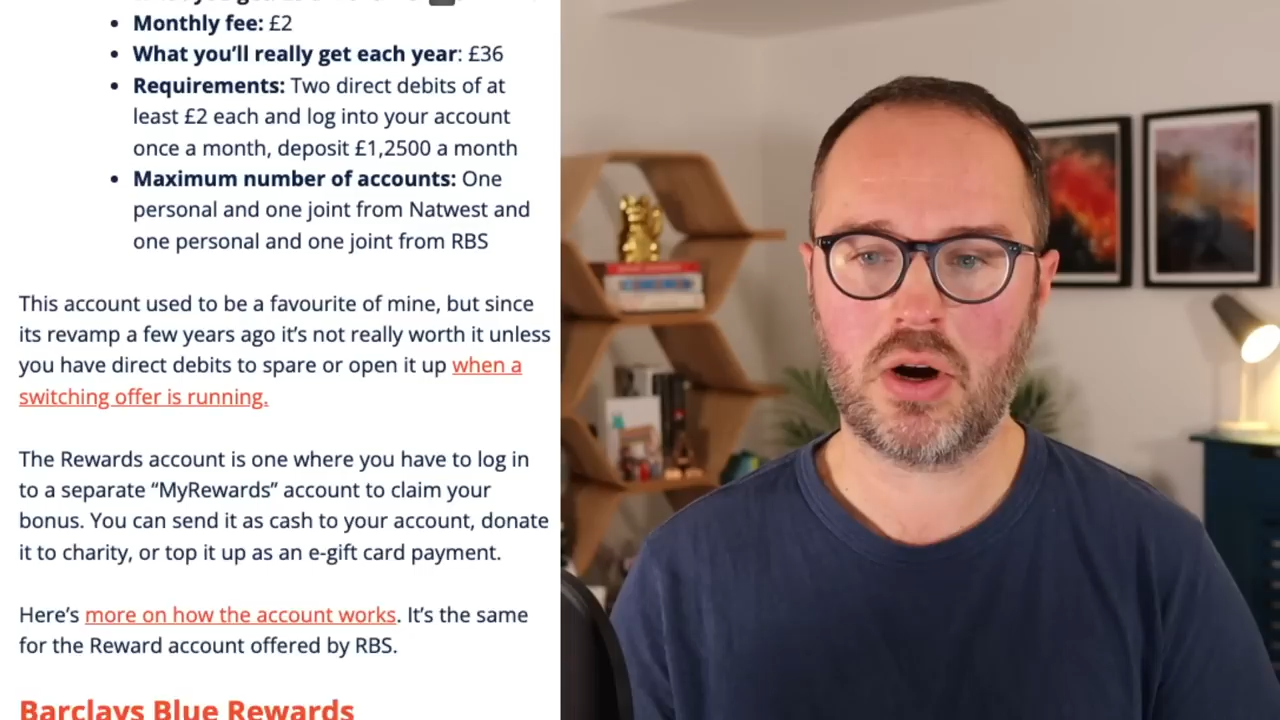 Monthly fee: £2
What you’ll really get each year: £36
Requirements: Two direct debits of at
least £2 each and log into your account
once a month, deposit £1,2500 a month
Maximum number of accounts: One
personal and one joint from Natwest and
one personal and one joint from RBS
This account used to be a favourite of mine, but since
its revamp a few years ago it’s not really worth it unless
you have direct debits to spare or open it up when a
switching offer is running.
The Rewards account is one where you have to log in
to a separate “MyRewards” account to claim your
bonus. You can send it as cash to your account, donate
it to charity, or top it up as an e-gift card payment.
Here’s more on how the account works. It’s the same
for the Reward account offered by RBS.
Barclays Blue Rewards